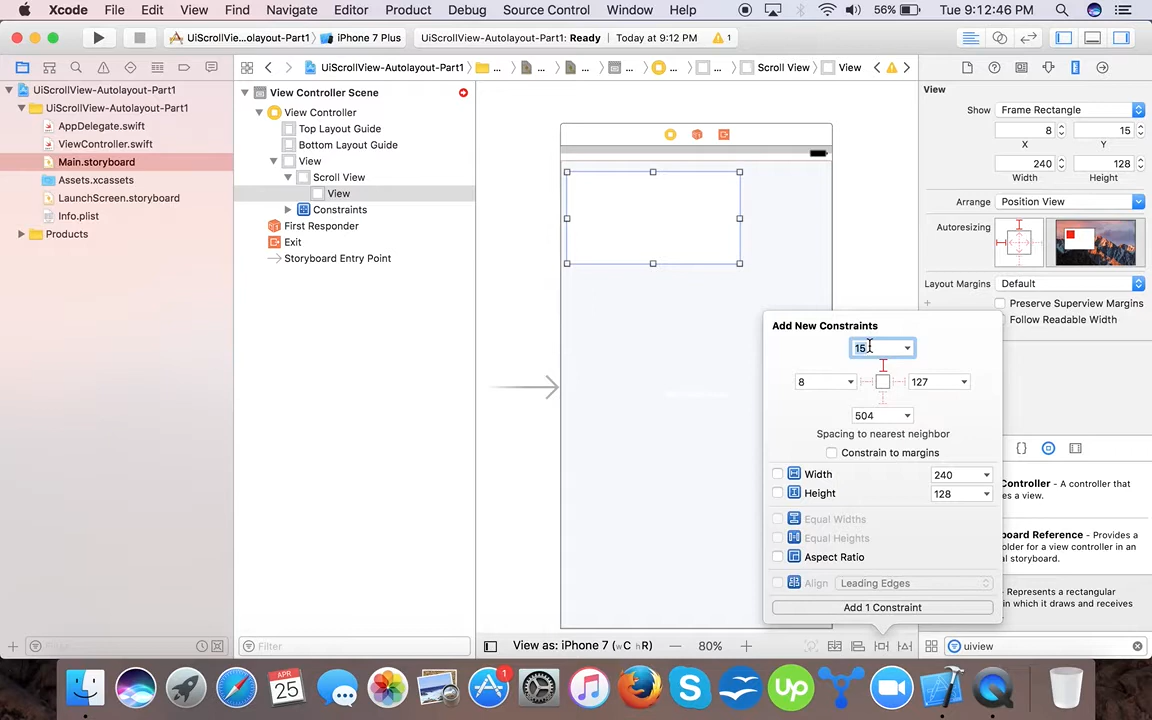 Xcode File Edit View Find Navigate Editor Product Debug Source Control Window Help 56% Tue 9:12:46 PM
UiScrollVie...olayout-Part1 iPhone 7 Plus UiScrollView-Autolayout-Part1: Ready Today at 9:12 PM 1
UiScrollView-Autolayout-Part1 ... ... ... ... ... ... Scroll View View
UiScrollView-Autolayout-Part1
UiScrollView-Autolayout-Part1
AppDelegate.swift
ViewController.swift
Main.storyboard
Assets.xcassets
LaunchScreen.storyboard
Info.plist
Products
Filter
View Controller Scene
View Controller
Top Layout Guide
Bottom Layout Guide
View
Scroll View
View
Constraints
First Responder
Exit
Storyboard Entry Point
Filter
View as: iPhone 7 (wC hR) — 80% +
Add New Constraints
15
8 127
504
Spacing to nearest neighbor
Constrain to margins
Width 240
Height 128
Equal Widths
Equal Heights
Aspect Ratio
Align Leading Edges
Add 1 Constraint
View
Show Frame Rectangle
8 15
X Y
240 128
Width Height
Arrange Position View
Autoresizing
Layout Margins Default
Preserve Superview Margins
Follow Readable Width
{}
Controller - A controller that
es a view.
board Reference - Provides a
older for a view controller in an
al storyboard.
Represents a rectangular
in which it draws and receives
uiview
APR
25
1
up